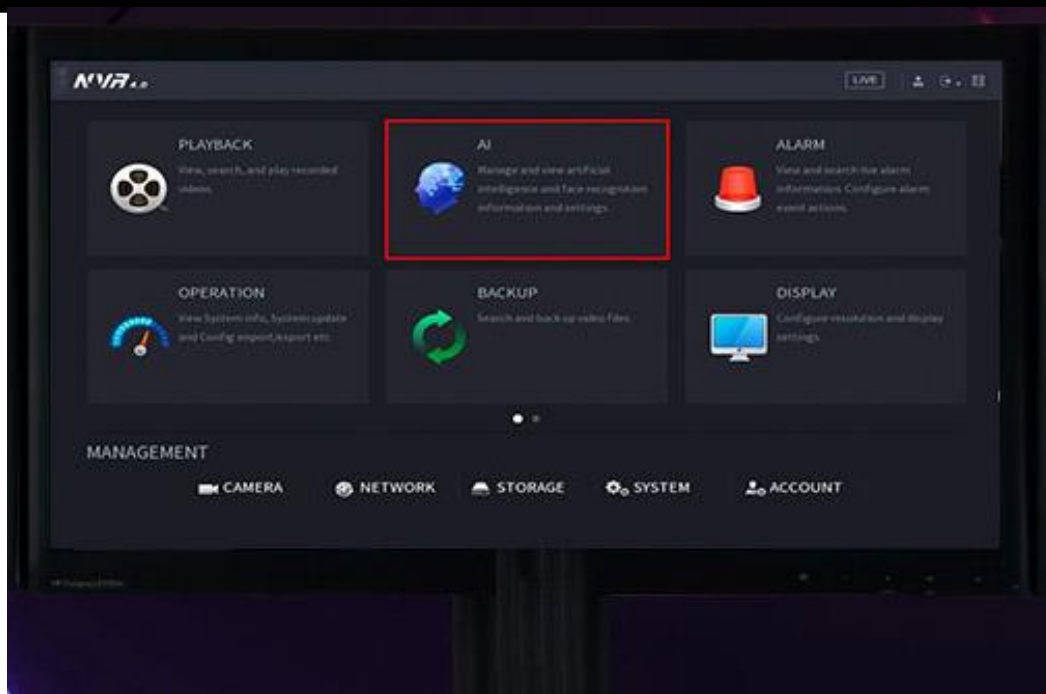 NVR 4.0
LIVE
PLAYBACK
View, search, and play recorded
videos.
AI
Manage and view artificial
intelligence and face recognition
information and settings.
ALARM
View and search live alarm
information. Configure alarm
event actions.
OPERATION
View System info, System update
and Config import/export etc.
BACKUP
Search and back up video files.
DISPLAY
Configure resolution and display
settings.
MANAGEMENT
CAMERA
NETWORK
STORAGE
SYSTEM
ACCOUNT